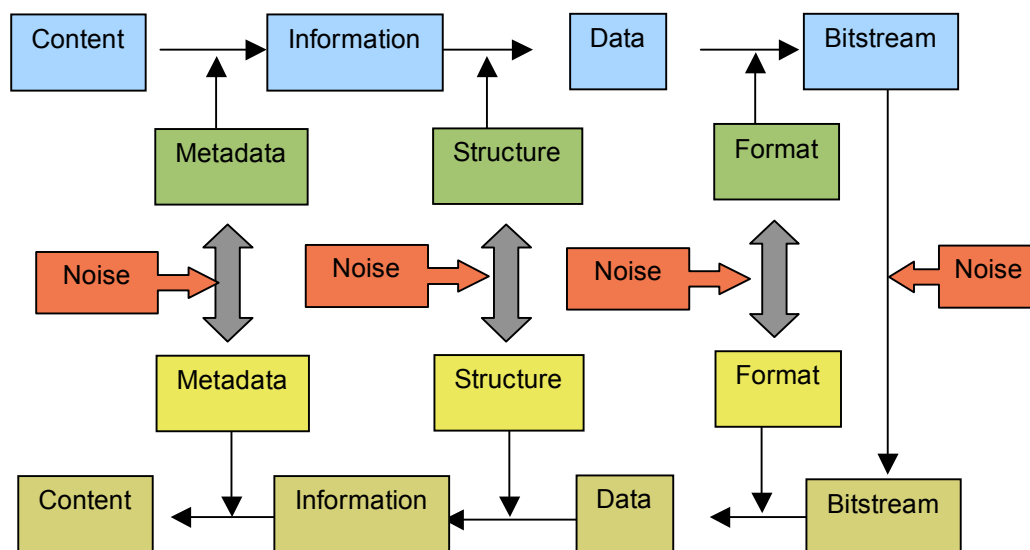 Content
Information
Data
Bitstream
Metadata
Structure
Format
Noise
Noise
Noise
Noise
Metadata
Structure
Format
Content
Information
Data
Bitstream